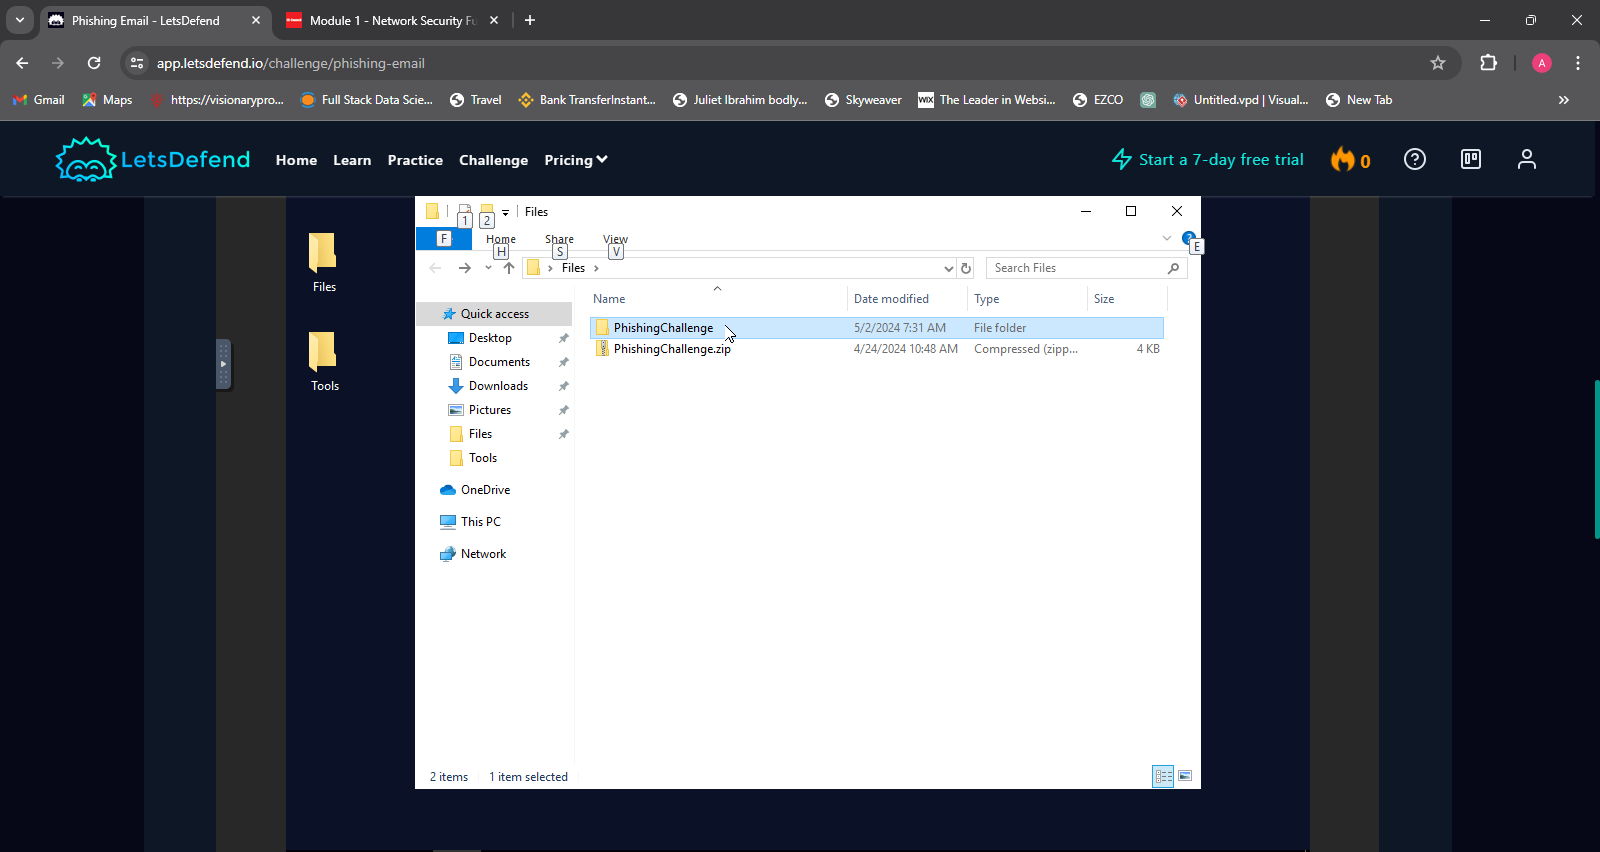 Phishing Email - LetsDefend
Module 1 - Network Security Fu
app.letsdefend.io/challenge/phishing-email
A
Gmail
Maps
https://visionarypro...
Full Stack Data Scie...
Travel
Bank TransferInstant...
Juliet Ibrahim bodly...
Skyweaver
WIX
The Leader in Websi...
EZCO
Untitled.vpd | Visual...
New Tab
»
LetsDefend
Home
Learn
Practice
Challenge
Pricing
Start a 7-day free trial
0
Files
Tools
1
2
Files
F
Home
Share
View
H
S
V
?
E
Files
Search Files
Name
Date modified
Type
Size
Quick access
Desktop
Documents
Downloads
Pictures
Files
Tools
OneDrive
This PC
Network
PhishingChallenge
5/2/2024 7:31 AM
File folder
PhishingChallenge.zip
4/24/2024 10:48 AM
Compressed (zipp...
4 KB
2 items
1 item selected